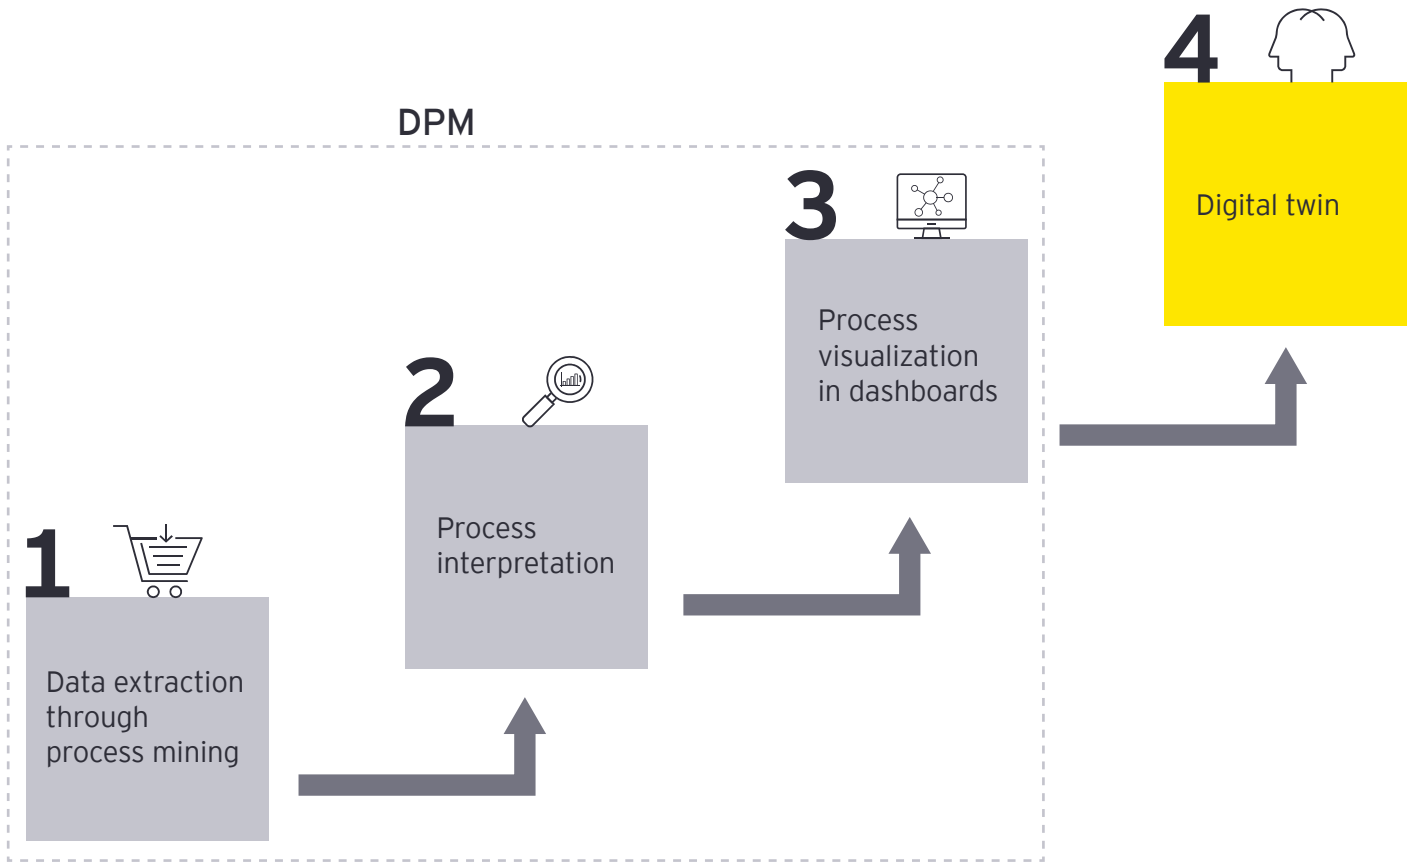 DPM
1
Data extraction
through
process mining
2
Process
interpretation
3
Process
visualization
in dashboards
4
Digital twin